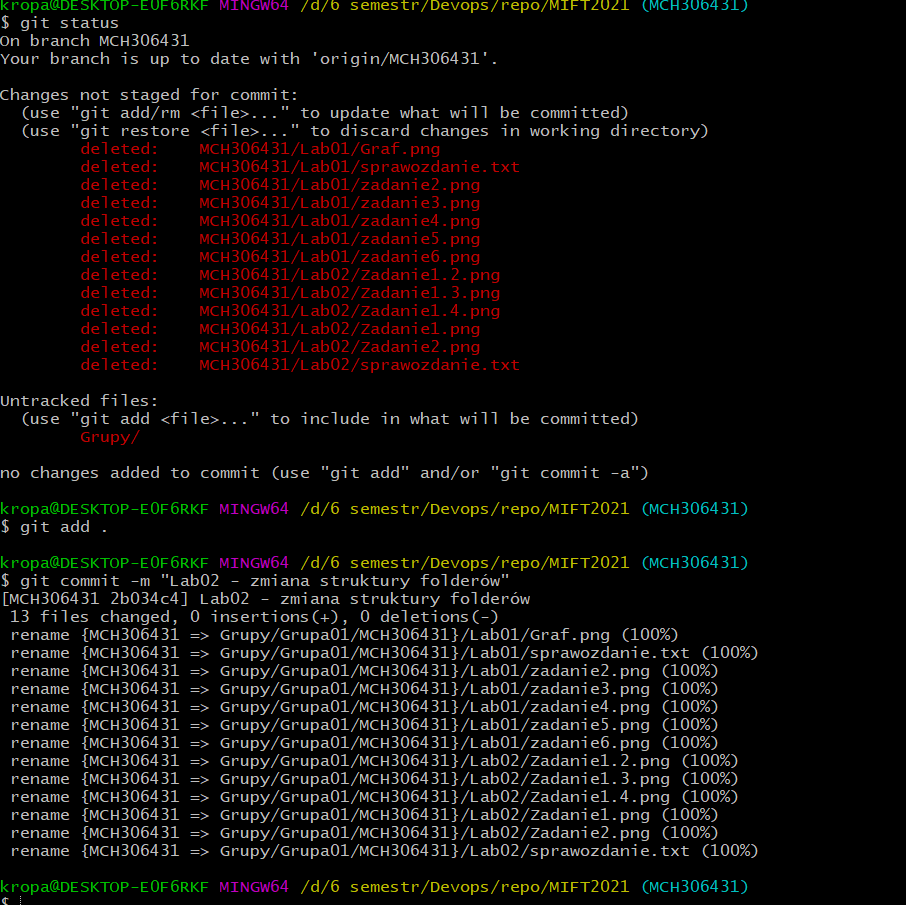 kropa@DESKTOP-E0F6RKF MINGW64 /d/6 semestr/Devops/repo/MIFT2021 (MCH306431)
$ git status
On branch MCH306431
Your branch is up to date with 'origin/MCH306431'.
Changes not staged for commit:
  (use "git add/rm <file>..." to update what will be committed)
  (use "git restore <file>..." to discard changes in working directory)
        deleted:    MCH306431/Lab01/Graf.png
        deleted:    MCH306431/Lab01/sprawozdanie.txt
        deleted:    MCH306431/Lab01/zadanie2.png
        deleted:    MCH306431/Lab01/zadanie3.png
        deleted:    MCH306431/Lab01/zadanie4.png
        deleted:    MCH306431/Lab01/zadanie5.png
        deleted:    MCH306431/Lab01/zadanie6.png
        deleted:    MCH306431/Lab02/Zadanie1.2.png
        deleted:    MCH306431/Lab02/Zadanie1.3.png
        deleted:    MCH306431/Lab02/Zadanie1.4.png
        deleted:    MCH306431/Lab02/Zadanie1.png
        deleted:    MCH306431/Lab02/Zadanie2.png
        deleted:    MCH306431/Lab02/sprawozdanie.txt
Untracked files:
  (use "git add <file>..." to include in what will be committed)
        Grupy/
no changes added to commit (use "git add" and/or "git commit -a")
kropa@DESKTOP-E0F6RKF MINGW64 /d/6 semestr/Devops/repo/MIFT2021 (MCH306431)
$ git add .
kropa@DESKTOP-E0F6RKF MINGW64 /d/6 semestr/Devops/repo/MIFT2021 (MCH306431)
$ git commit -m "Lab02 - zmiana struktury folderów"
[MCH306431 2b034c4] Lab02 - zmiana struktury folderów
 13 files changed, 0 insertions(+), 0 deletions(-)
 rename {MCH306431 => Grupy/Grupa01/MCH306431}/Lab01/Graf.png (100%)
 rename {MCH306431 => Grupy/Grupa01/MCH306431}/Lab01/sprawozdanie.txt (100%)
 rename {MCH306431 => Grupy/Grupa01/MCH306431}/Lab01/zadanie2.png (100%)
 rename {MCH306431 => Grupy/Grupa01/MCH306431}/Lab01/zadanie3.png (100%)
 rename {MCH306431 => Grupy/Grupa01/MCH306431}/Lab01/zadanie4.png (100%)
 rename {MCH306431 => Grupy/Grupa01/MCH306431}/Lab01/zadanie5.png (100%)
 rename {MCH306431 => Grupy/Grupa01/MCH306431}/Lab01/zadanie6.png (100%)
 rename {MCH306431 => Grupy/Grupa01/MCH306431}/Lab02/Zadanie1.2.png (100%)
 rename {MCH306431 => Grupy/Grupa01/MCH306431}/Lab02/Zadanie1.3.png (100%)
 rename {MCH306431 => Grupy/Grupa01/MCH306431}/Lab02/Zadanie1.4.png (100%)
 rename {MCH306431 => Grupy/Grupa01/MCH306431}/Lab02/Zadanie1.png (100%)
 rename {MCH306431 => Grupy/Grupa01/MCH306431}/Lab02/Zadanie2.png (100%)
 rename {MCH306431 => Grupy/Grupa01/MCH306431}/Lab02/sprawozdanie.txt (100%)
kropa@DESKTOP-E0F6RKF MINGW64 /d/6 semestr/Devops/repo/MIFT2021 (MCH306431)
$